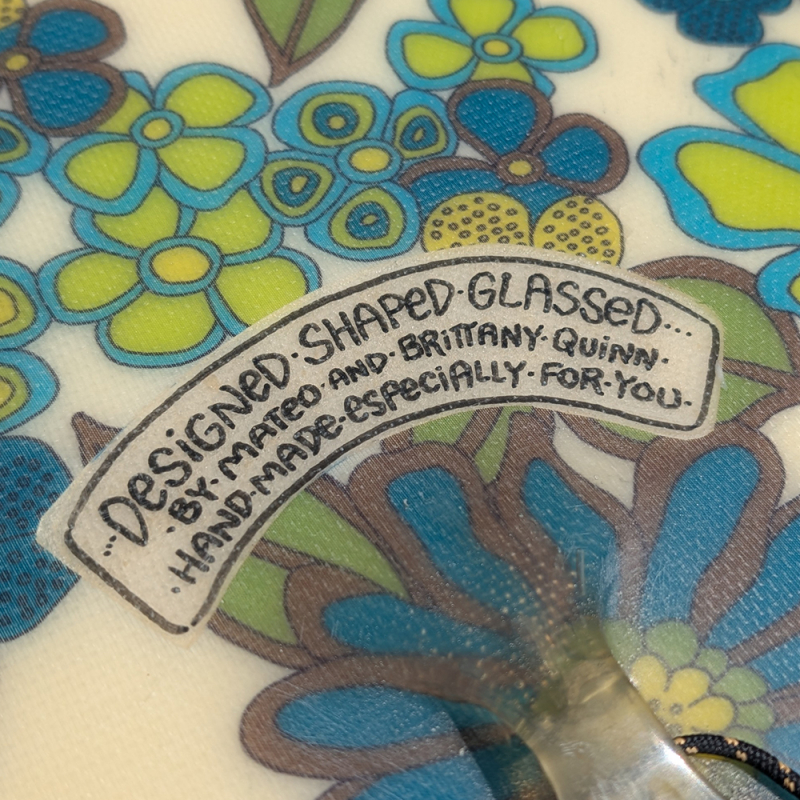 ...DeSiGNeD·SHAPeD·GLASSeD...
·BY·MATEO·AND·BRiTTANY·QUiNN·
·HAND·MADE·eSPeCiALLY·FOR·YOU·